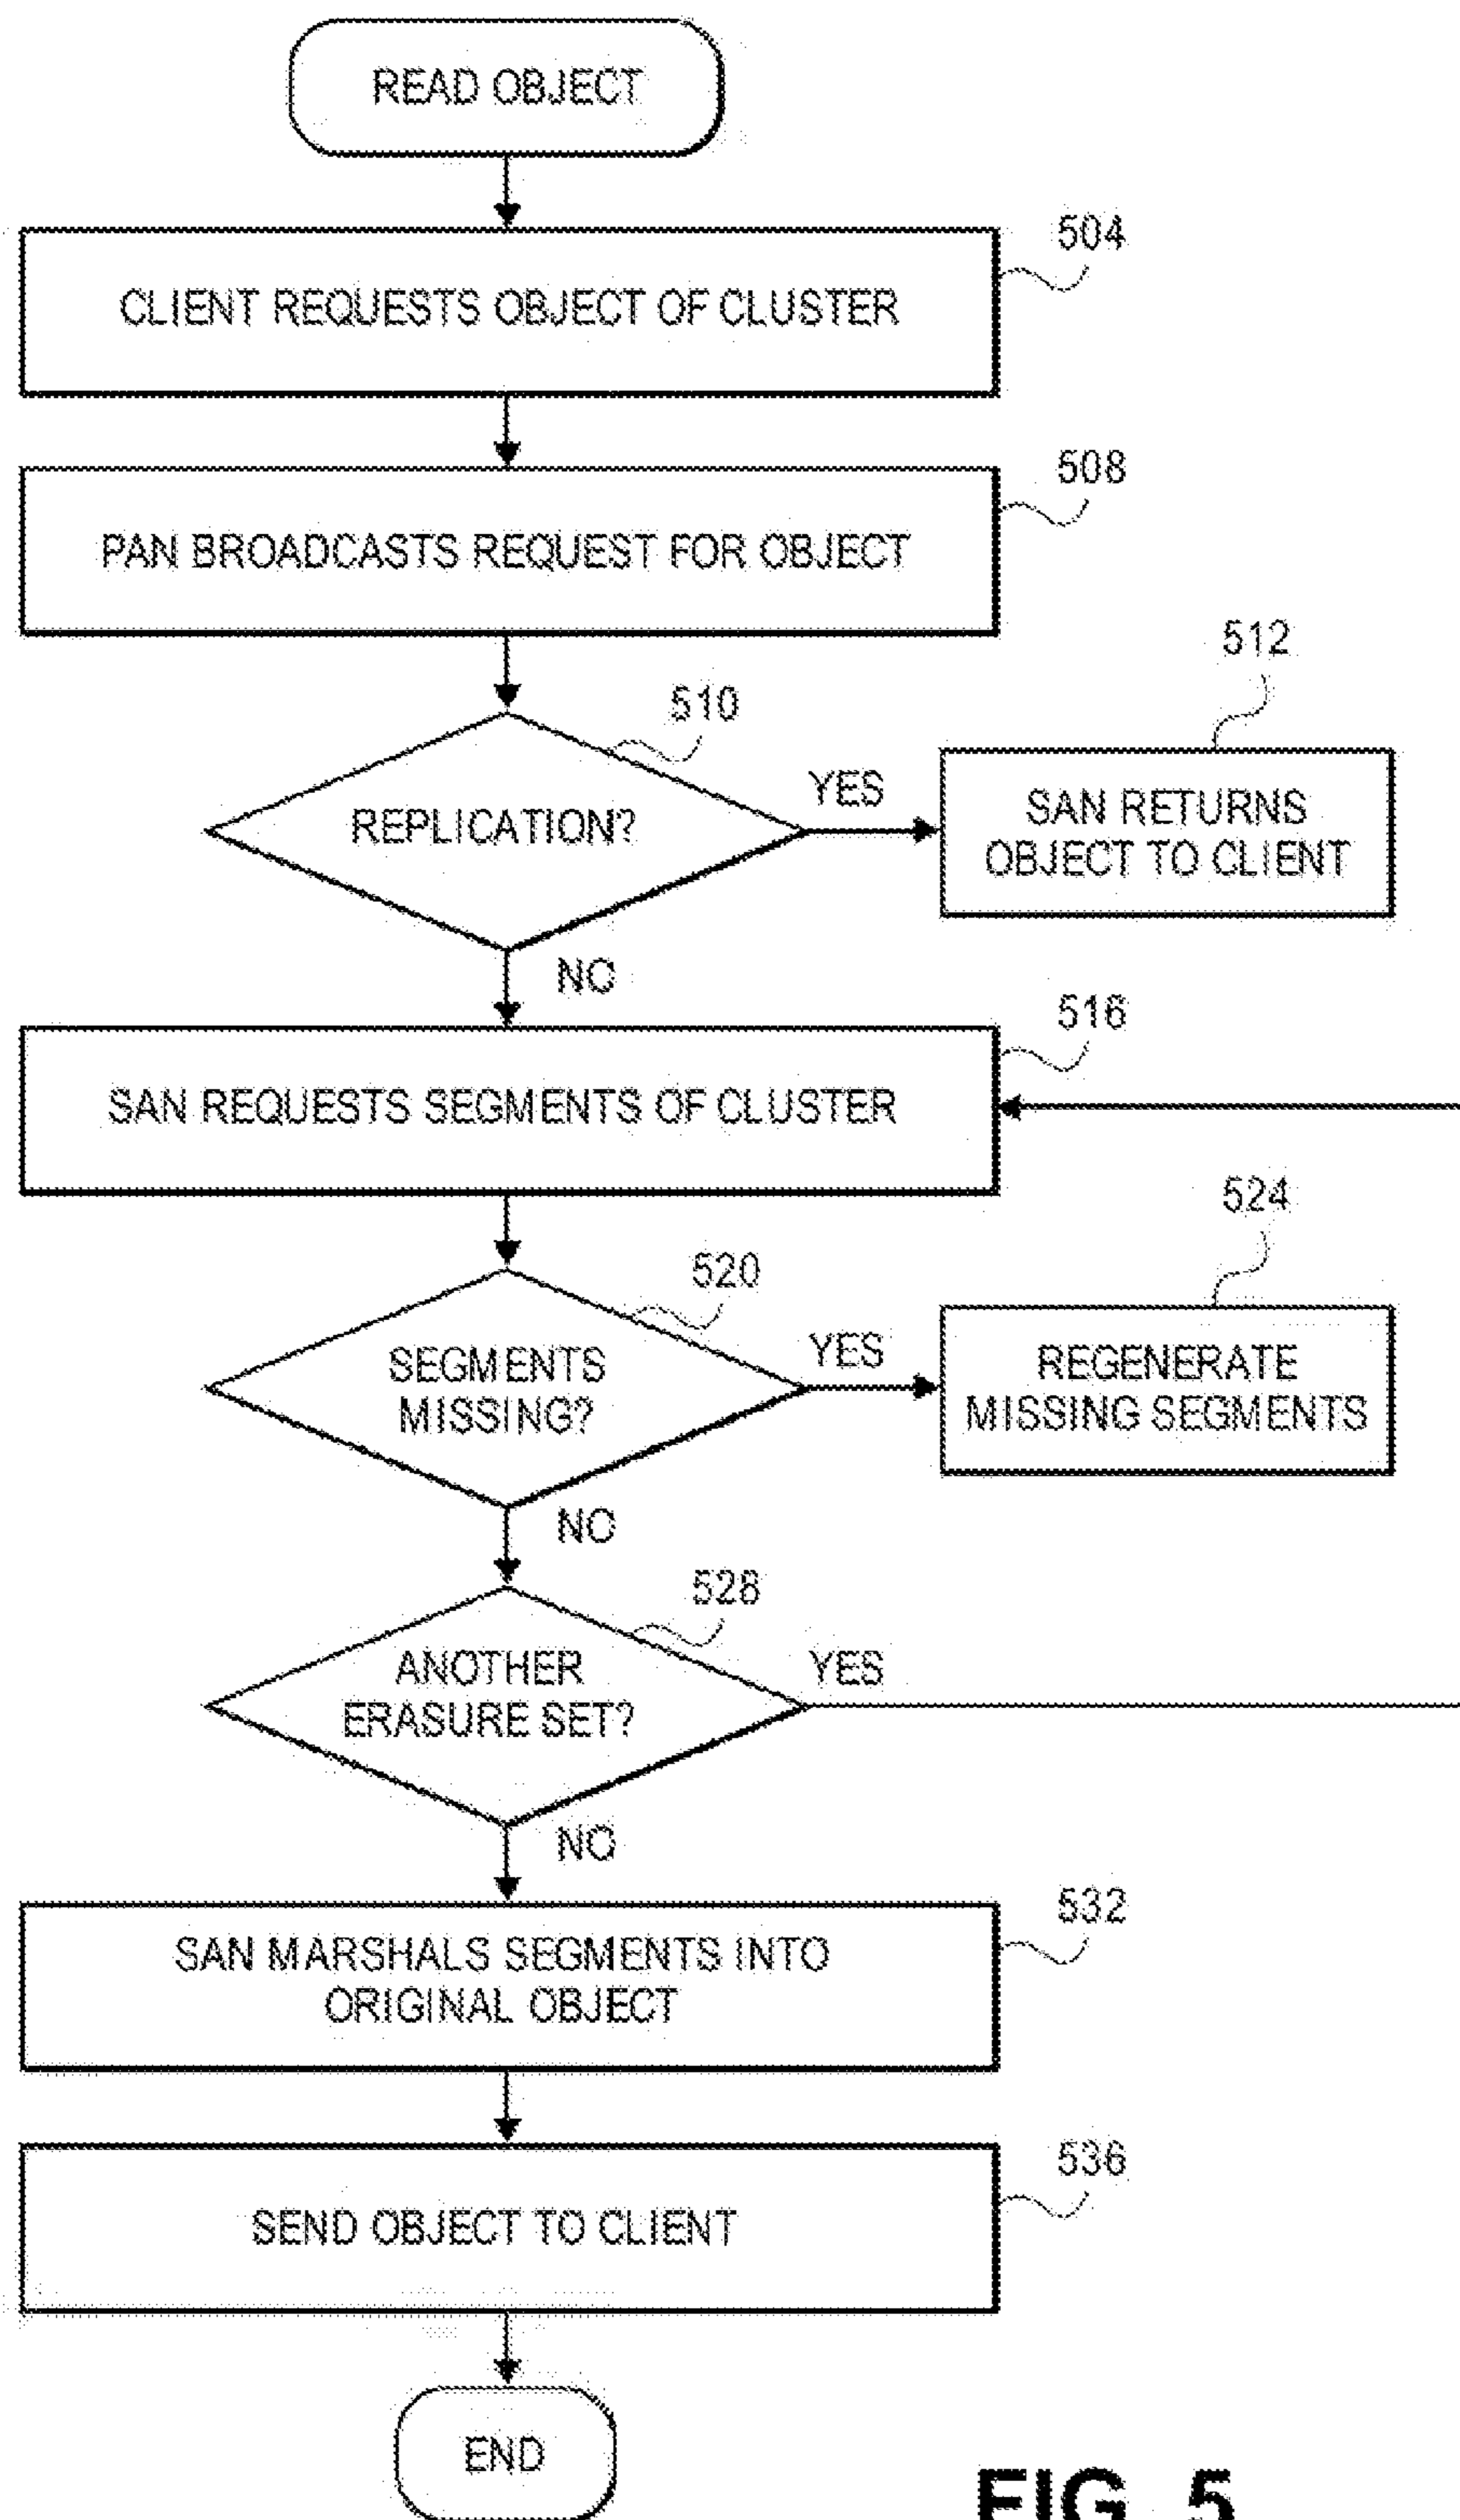 READ OBJECT
504
CLIENT REQUESTS OBJECT OF CLUSTER
508
PAN BROADCASTS REQUEST FOR OBJECT
512
510
REPLICATION?
YES
SAN RETURNS
OBJECT TO CLIENT
NO
516
SAN REQUESTS SEGMENTS OF CLUSTER
524
520
SEGMENTS
MISSING?
YES
REGENERATE
MISSING SEGMENTS
NO
528
ANOTHER
ERASURE SET?
YES
NO
532
SAN MARSHALS SEGMENTS INTO
ORIGINAL OBJECT
536
SEND OBJECT TO CLIENT
END
FIG. 5